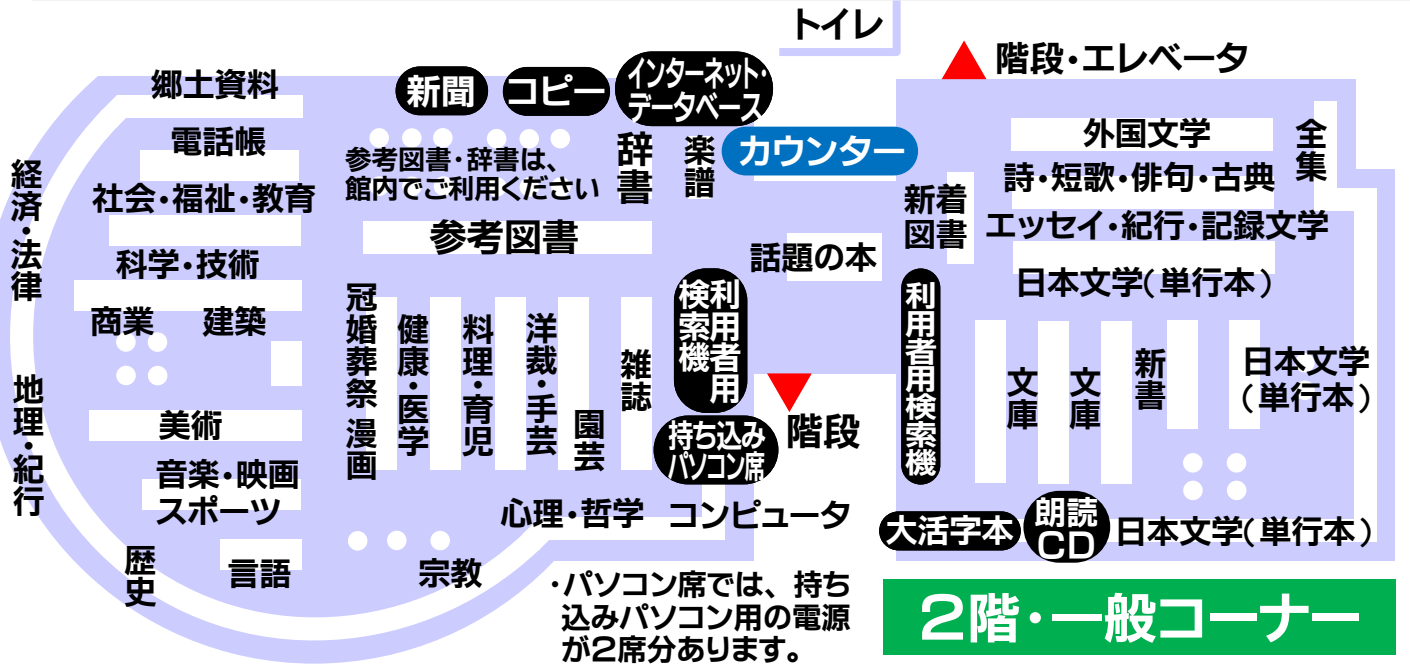 トイレ
階段・エレベータ
郷土資料
新聞
コピー
インターネット・
データベース
電話帳
参考図書・辞書は、
館内でご利用ください
辞書
楽譜
カウンター
外国文学
全集
経済・法律
社会・福祉・教育
詩・短歌・俳句・古典
新着
図書
エッセイ・紀行・記録文学
参考図書
科学・技術
話題の本
日本文学(単行本)
商業
建築
冠婚葬祭 漫画
健康・医学
料理・育児
洋裁・手芸
園芸
雑誌
利用者用
検索機
利用者用検索機
文庫
文庫
新書
日本文学
(単行本)
地理・紀行
美術
持ち込み
パソコン席
階段
音楽・映画
スポーツ
心理・哲学
コンピュータ
大活字本
朗読
CD
日本文学(単行本)
歴史
言語
宗教
・パソコン席では、持ち
込みパソコン用の電源
が2席分あります。
2階・一般コーナー